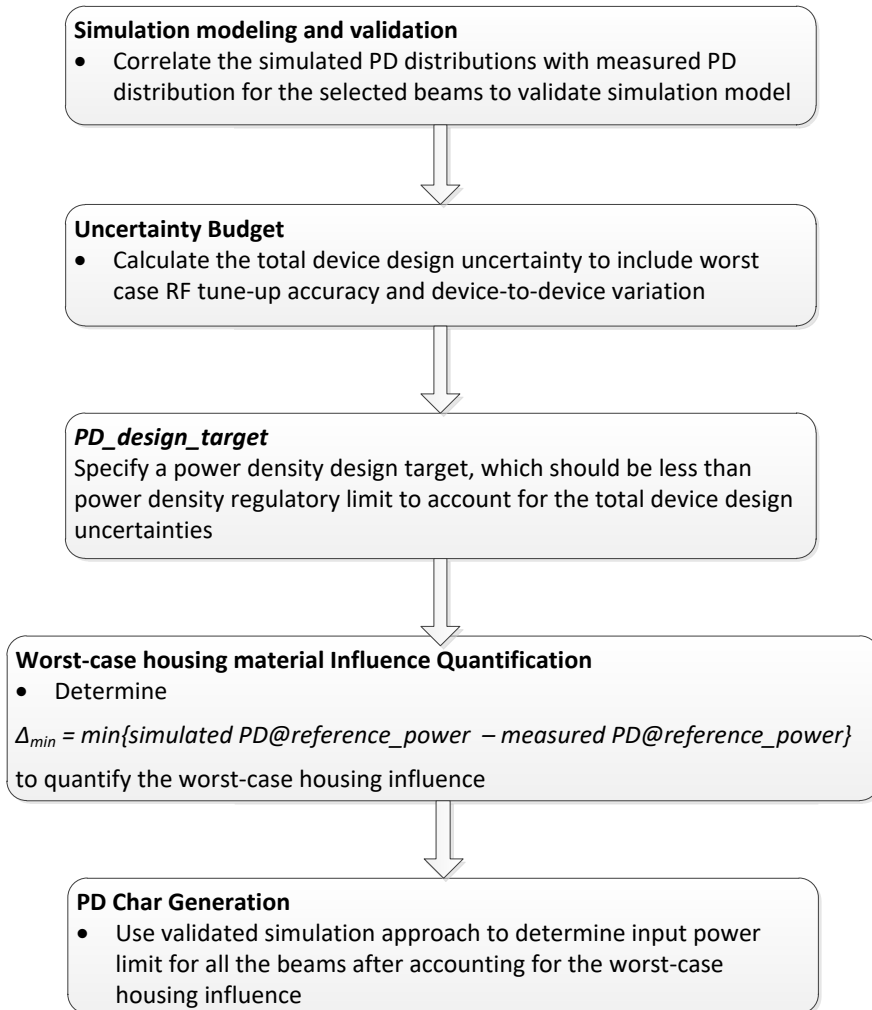 Simulation modeling and validation
• Correlate the simulated PD distributions with measured PD
distribution for the selected beams to validate simulation model
Uncertainty Budget
• Calculate the total device design uncertainty to include worst
case RF tune-up accuracy and device-to-device variation
PD_design_target
Specify a power density design target, which should be less than
power density regulatory limit to account for the total device design
uncertainties
Worst-case housing material Influence Quantification
• Determine
Δmin = min{simulated PD@reference_power – measured PD@reference_power}
to quantify the worst-case housing influence
PD Char Generation
• Use validated simulation approach to determine input power
limit for all the beams after accounting for the worst-case
housing influence